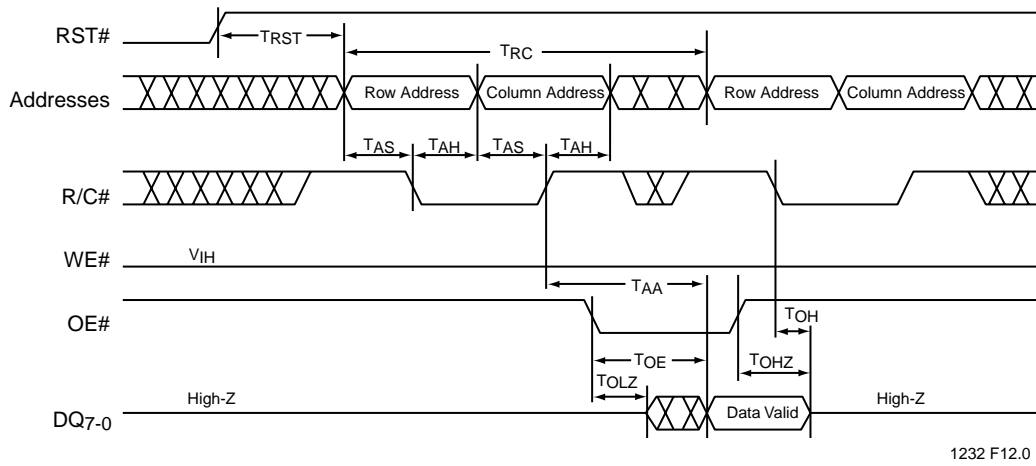 RST#
TRST
TRC
Addresses
Row Address
Column Address
Row Address
Column Address
TAS
TAH
TAS
TAH
R/C#
WE#
VIH
TAA
OE#
TOH
TOE
TOHZ
TOLZ
DQ7-0
High-Z
Data Valid
High-Z
1232 F12.0